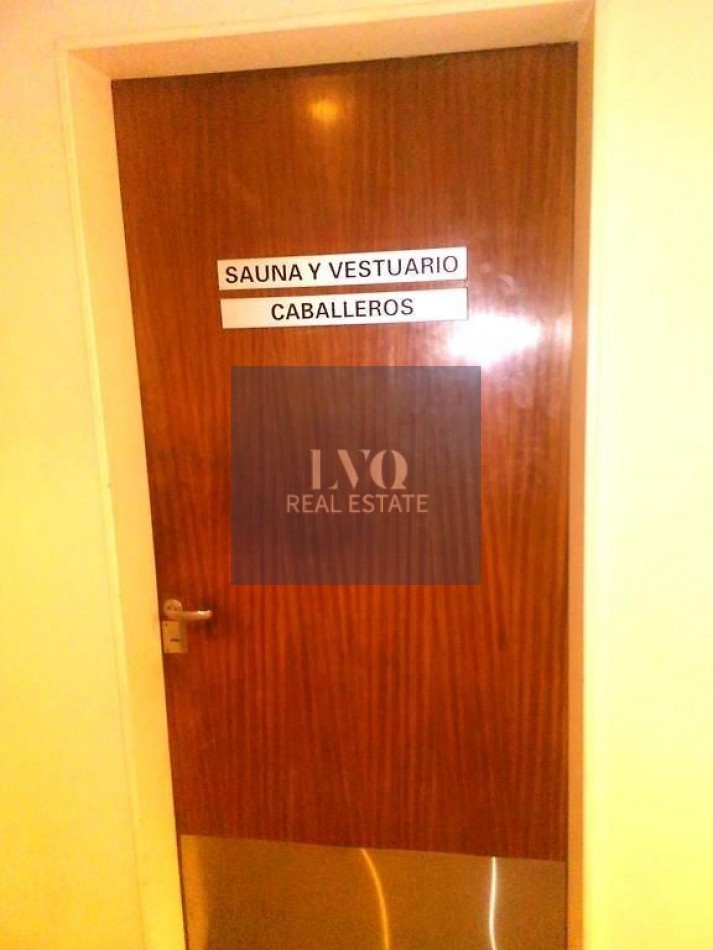 SAUNA Y VESTUARIO
CABALLEROS
LVQ
REAL ESTATE